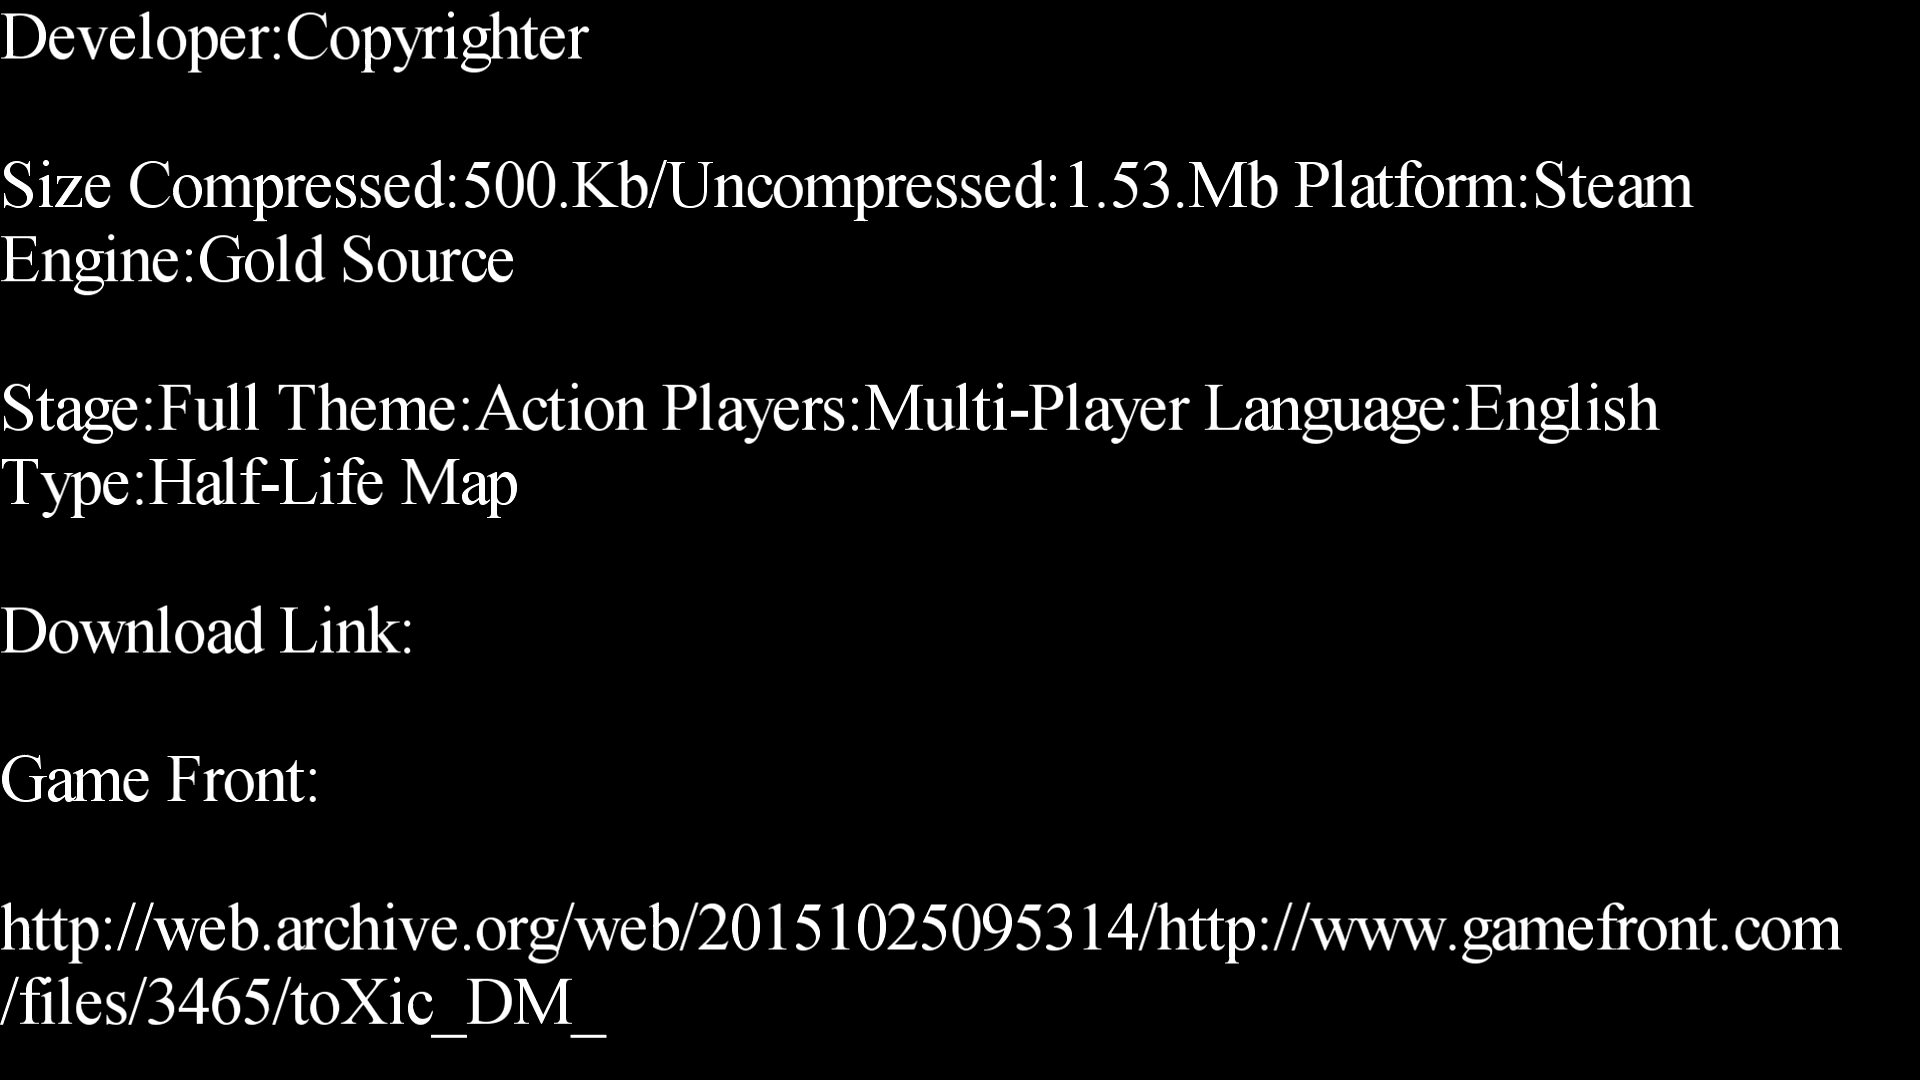 Developer:Copyrighter
Size Compressed:500.Kb/Uncompressed:1.53.Mb Platform:Steam
Engine:Gold Source
Stage:Full Theme:Action Players:Multi-Player Language:English
Type:Half-Life Map
Download Link:
Game Front:
http://web.archive.org/web/20151025095314/http://www.gamefront.com
/files/3465/toXic_DM_